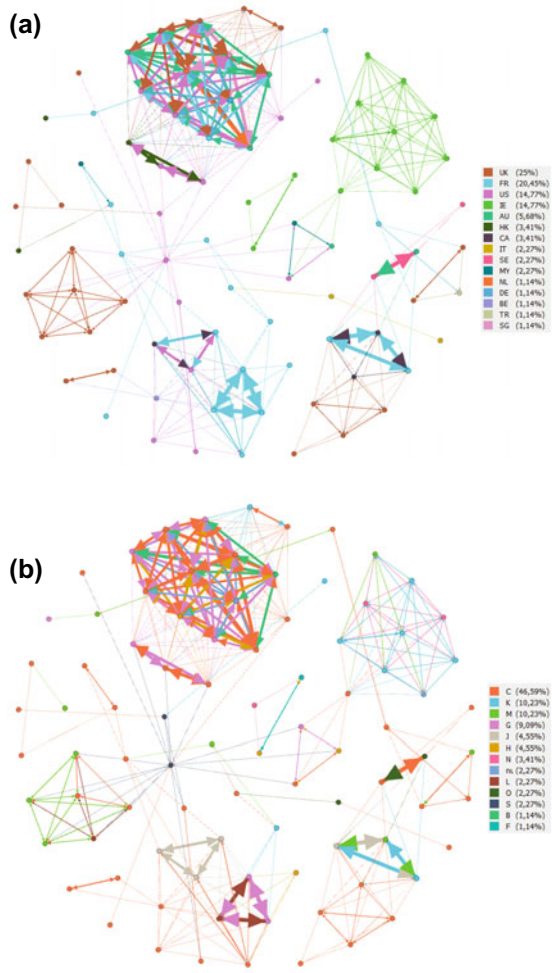 (a)
UK (25%)
FR (20,45%)
US (14,77%)
IE (14,77%)
AU (5,68%)
HK (3,41%)
CA (3,41%)
IT (2,27%)
SE (2,27%)
MY (2,27%)
NL (1,14%)
DE (1,14%)
BE (1,14%)
TR (1,14%)
SG (1,14%)
(b)
C (46,59%)
K (10,23%)
M (10,23%)
G (9,09%)
J (4,55%)
H (4,55%)
N (3,41%)
ns (2,27%)
L (2,27%)
O (2,27%)
S (2,27%)
B (1,14%)
F (1,14%)